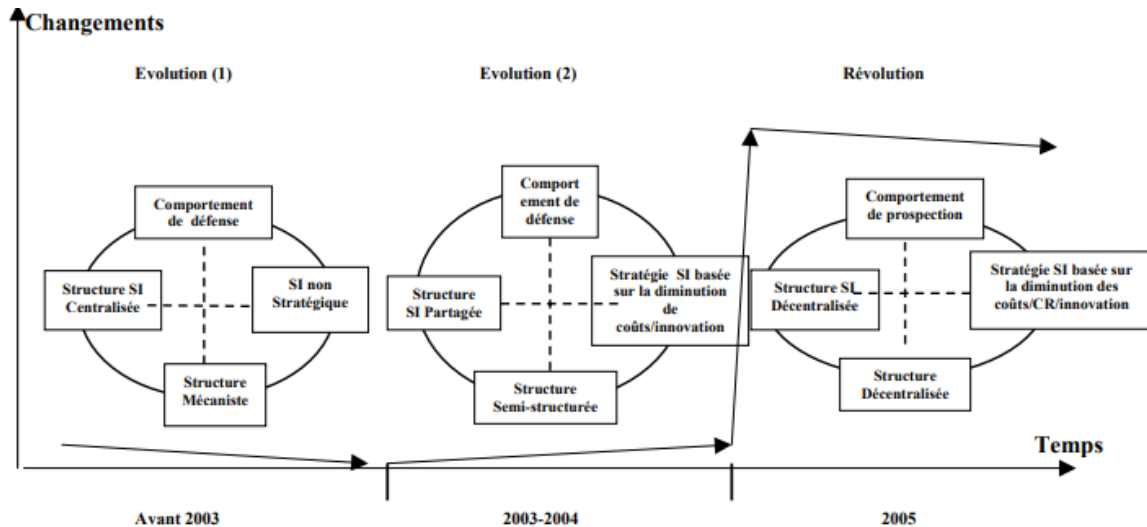 Changements
Evolution (1)
Evolution (2)
Révolution
Comportement
de défense
Structure SI
Centralisée
SI non
Stratégique
Structure
Mécaniste
Comport
ement de
défense
Structure
SI Partagée
Stratégie SI basée
sur la diminution
de
coûts/innovation
Structure
Semi-structurée
Comportement
de prospection
Structure SI
Décentralisée
Stratégie SI basée sur
la diminution des
coûts/CR/innovation
Structure
Décentralisée
Temps
Avant 2003
2003-2004
2005